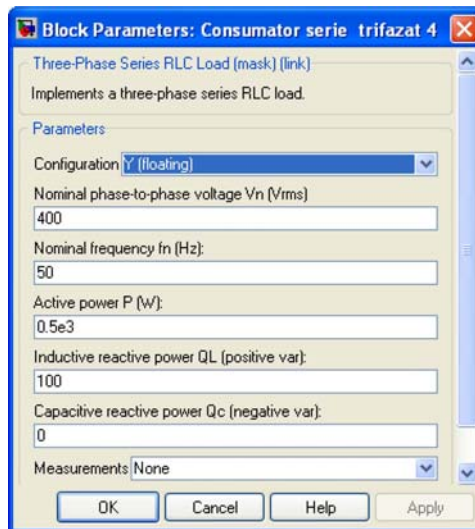 Block Parameters: Consumator serie trifazat 4
Three-Phase Series RLC Load (mask) (link)
Implements a three-phase series RLC load.
Parameters
Configuration Y (floating)
Nominal phase-to-phase voltage Vn (Vrms)
400
Nominal frequency fn (Hz):
50
Active power P (W):
0.5e3
Inductive reactive power QL (positive var):
100
Capacitive reactive power Qc (negative var):
0
Measurements None
OK Cancel Help Apply